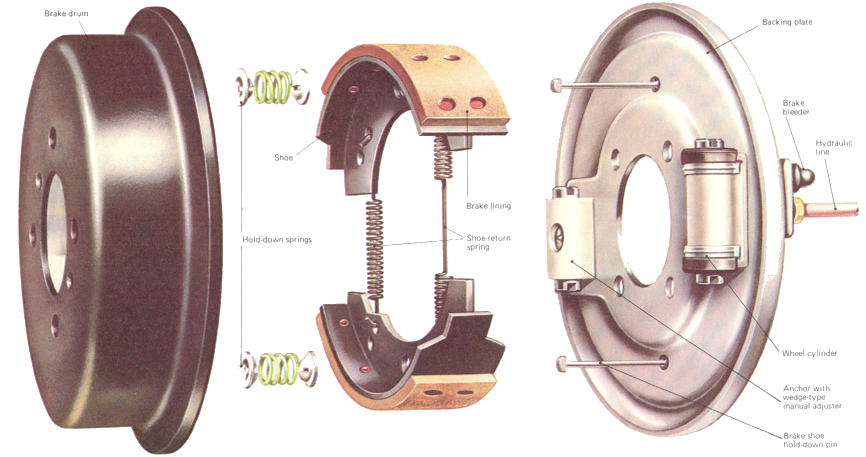 Brake drum
Backing plate
Brake
bleeder
Hydraulic
line
Shoe
Brake lining
Hold-down springs
Shoe-return
spring
Wheel cylinder
Anchor with
wedge-type
manual adjuster
Brake shoe
hold-down pin